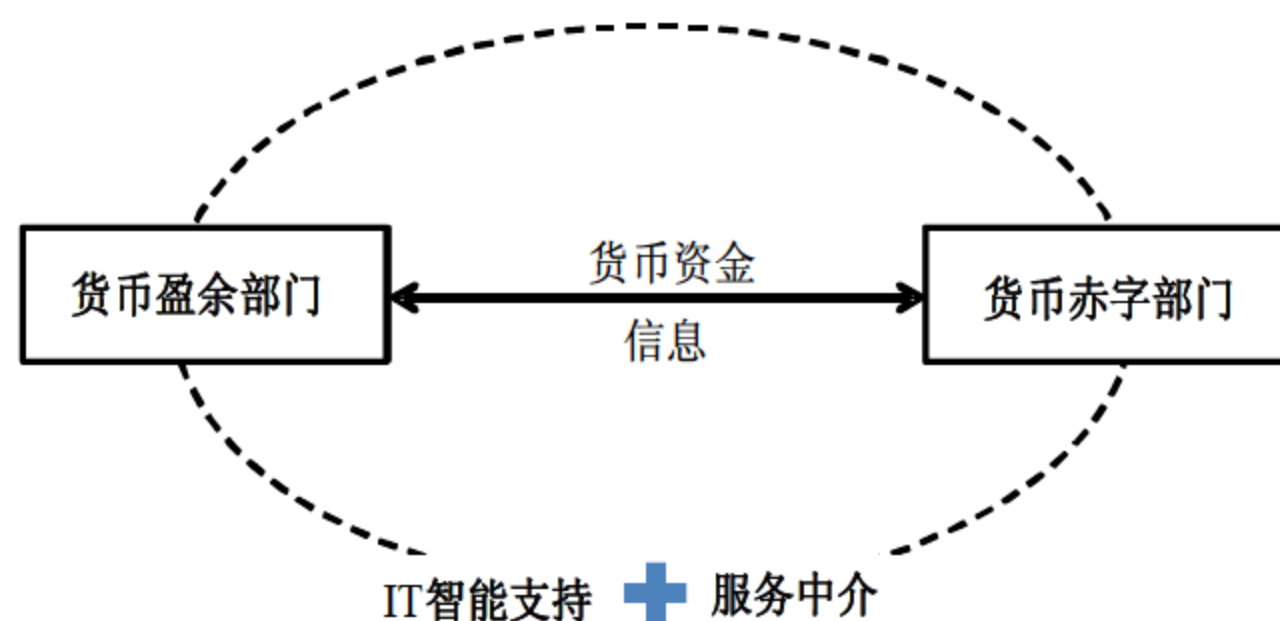 货币资金
货币盈余部门
货币赤字部门
信息
IT智能支持
服务中介